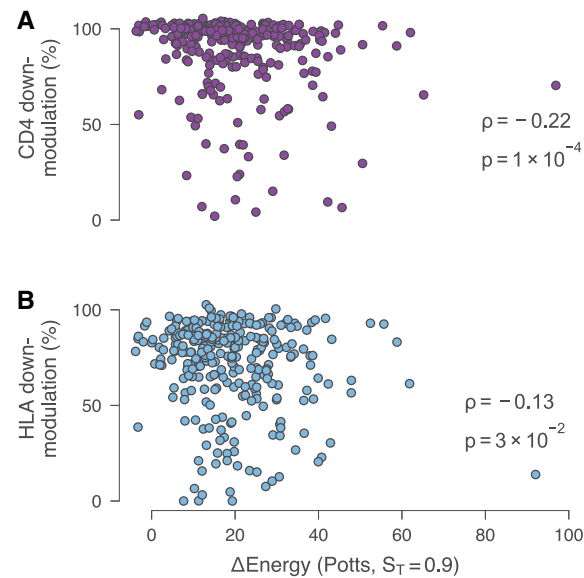 A
CD4 down-
modulation (%)
100
50
0
ρ = −0.22
p = 1 × 10⁻⁴
B
HLA down-
modulation (%)
100
50
0
ρ = −0.13
p = 3 × 10⁻²
0 20 40 60 80 100
ΔEnergy (Potts, S_T = 0.9)